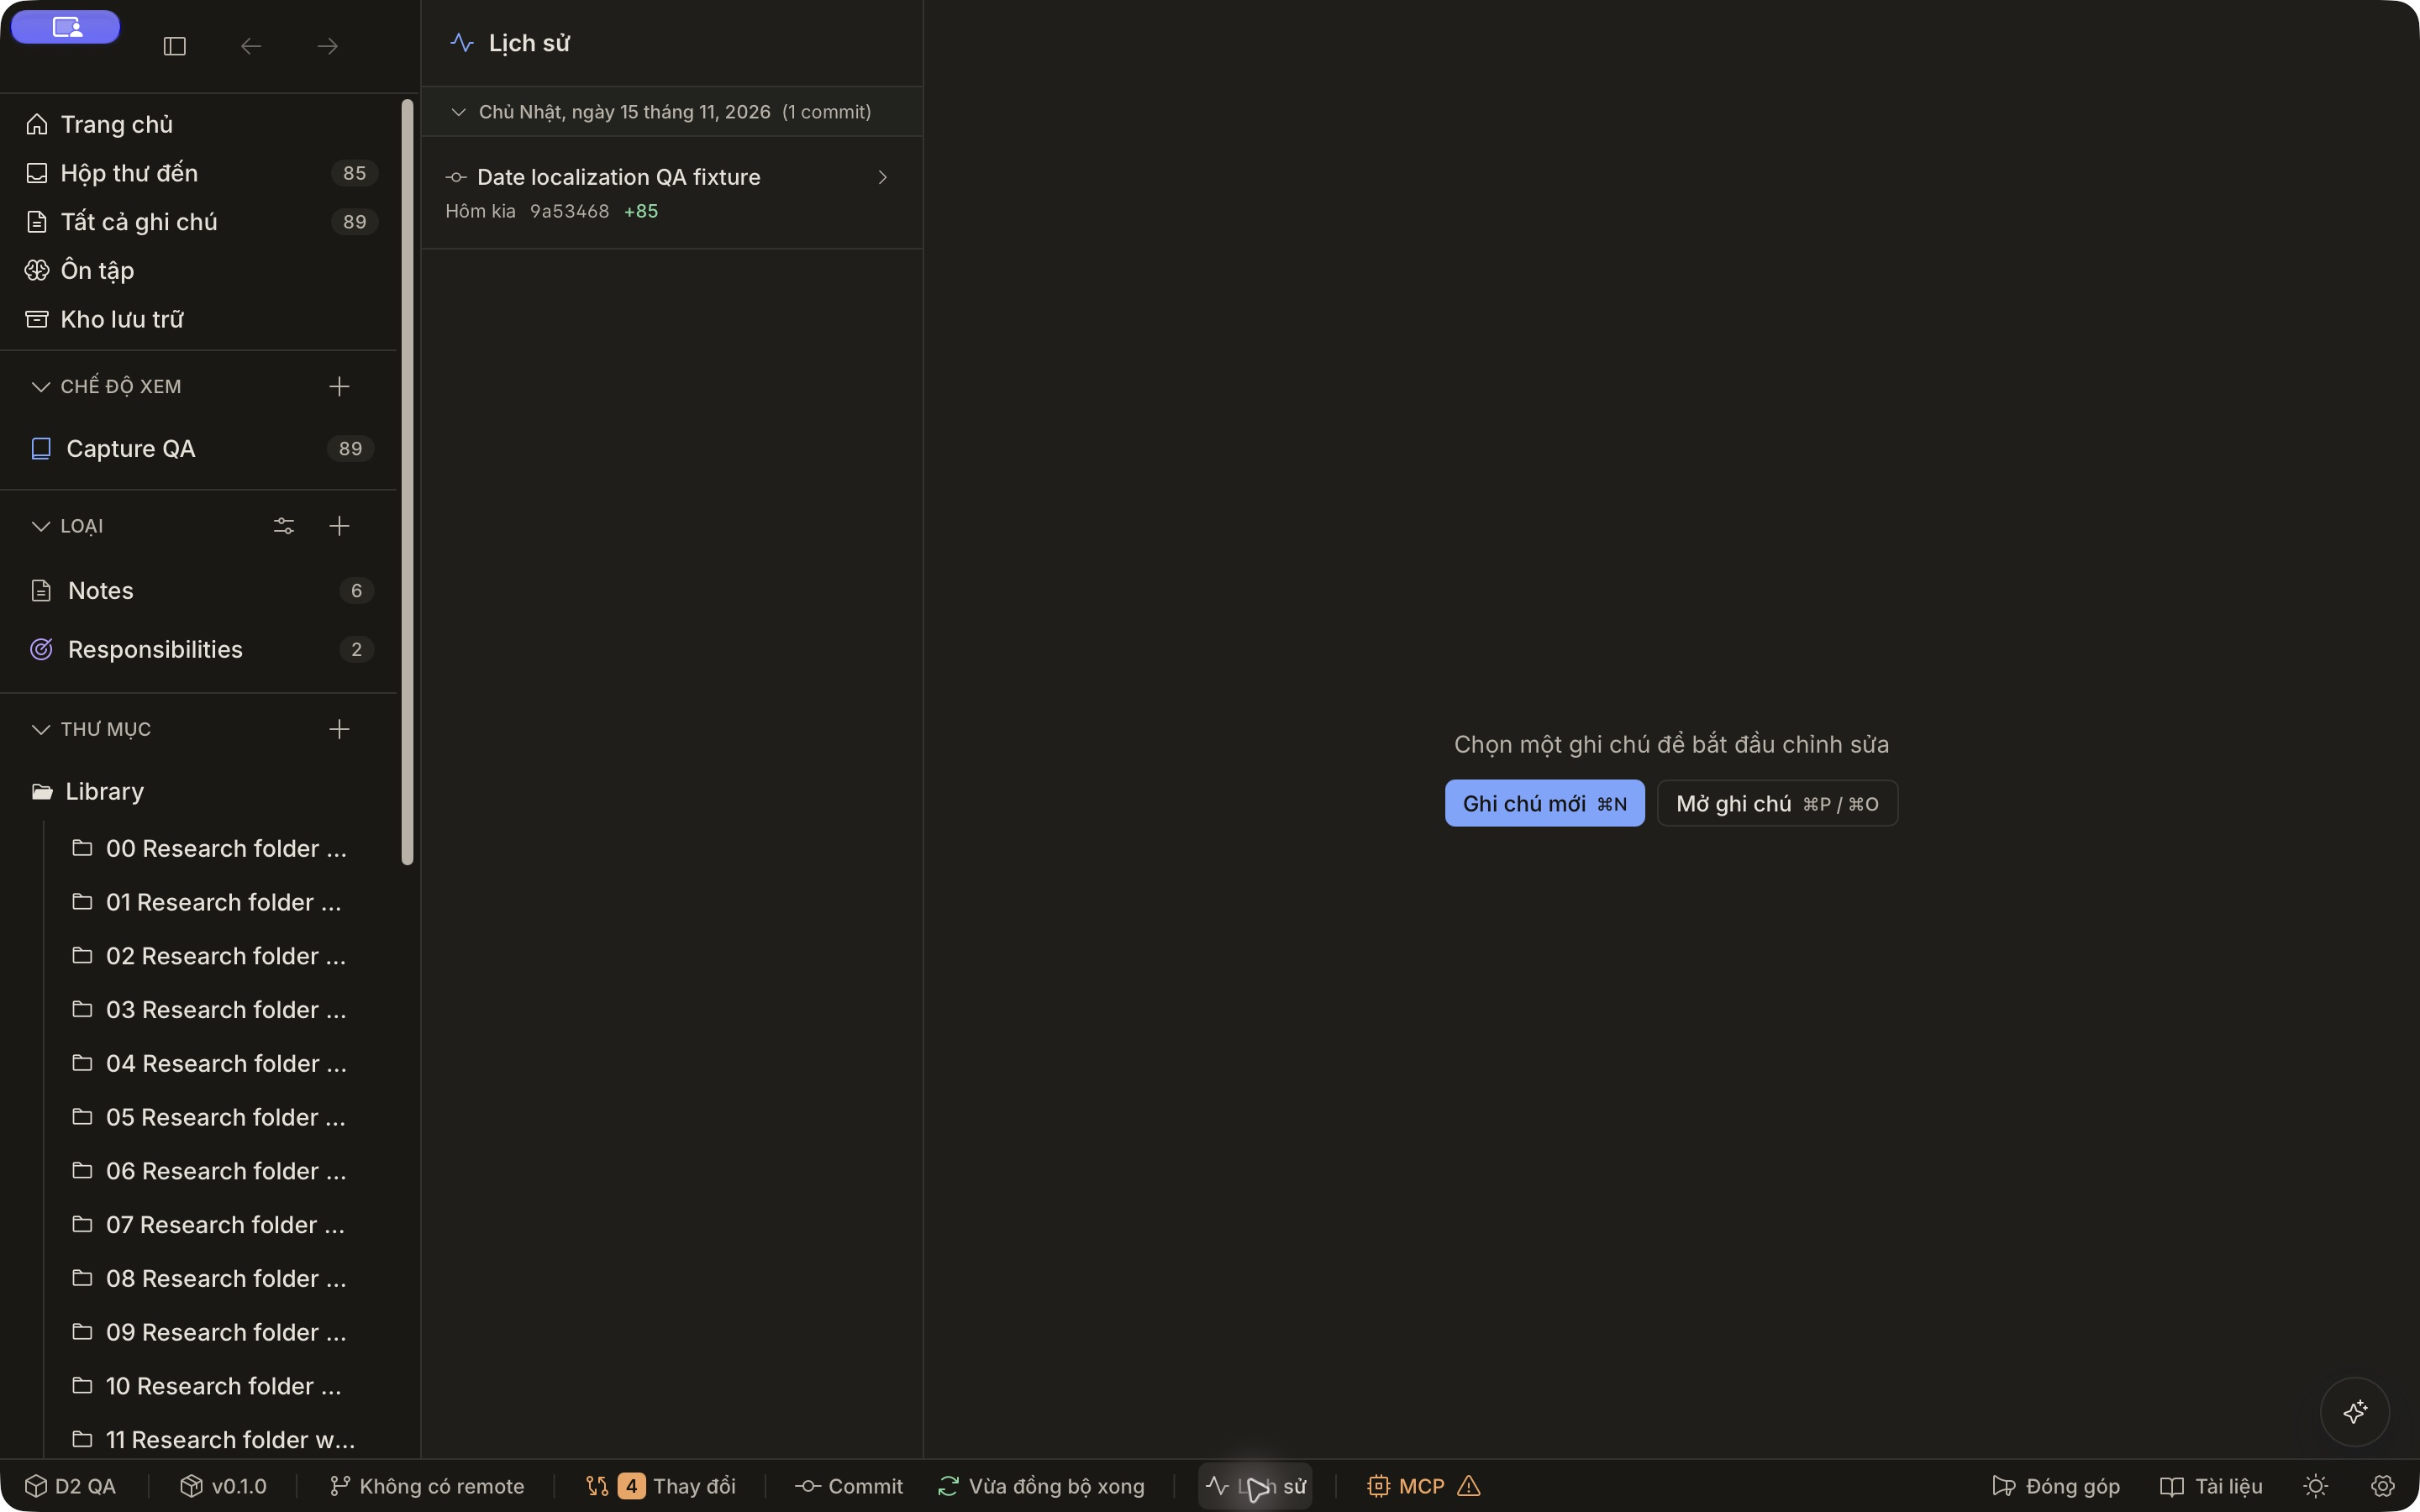 Trang chủ
Hộp thư đến 85
Tất cả ghi chú 89
Ôn tập
Kho lưu trữ
CHẾ ĐỘ XEM
Capture QA 89
LOẠI
Notes 6
Responsibilities 2
THƯ MỤC
Library
00 Research folder ...
01 Research folder ...
02 Research folder ...
03 Research folder ...
04 Research folder ...
05 Research folder ...
06 Research folder ...
07 Research folder ...
08 Research folder ...
09 Research folder ...
10 Research folder ...
11 Research folder w...
Lịch sử
Chủ Nhật, ngày 15 tháng 11, 2026 (1 commit)
Date localization QA fixture
Hôm kia 9a53468 +85
Chọn một ghi chú để bắt đầu chỉnh sửa
Ghi chú mới ⌘N Mở ghi chú ⌘P / ⌘O
D2 QA v0.1.0 Không có remote 4 Thay đổi Commit Vừa đồng bộ xong sử MCP Đóng góp Tài liệu